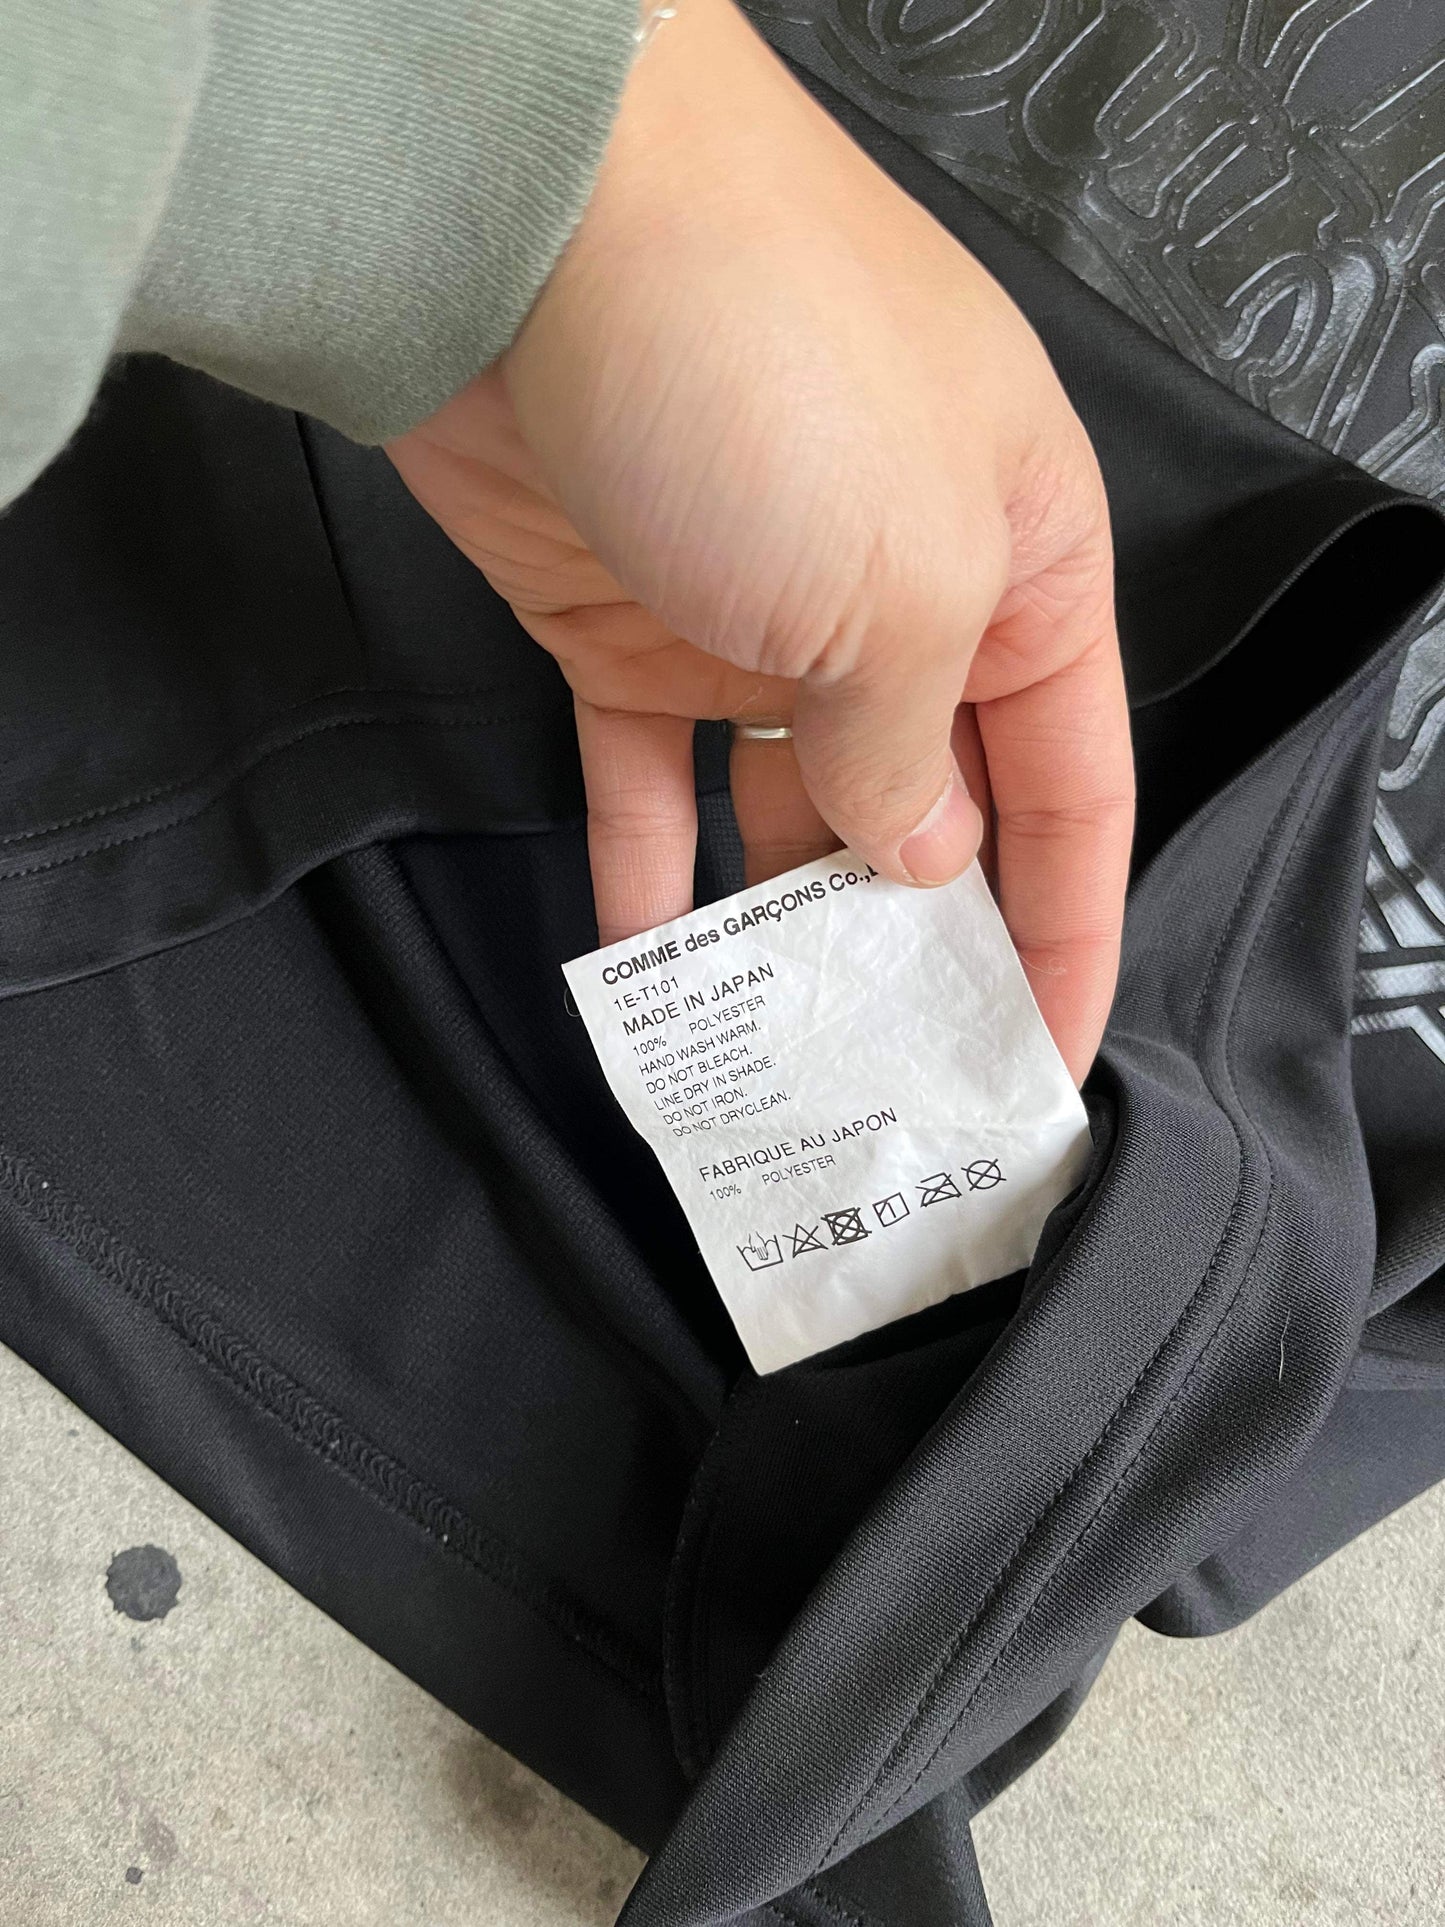 COMME des GARÇONS Co.,
1E-T101
MADE IN JAPAN
100% POLYESTER
HAND WASH WARM.
DO NOT BLEACH.
LINE DRY IN SHADE.
DO NOT IRON.
DO NOT DRYCLEAN.
FABRIQUE AU JAPON
100% POLYESTER
1